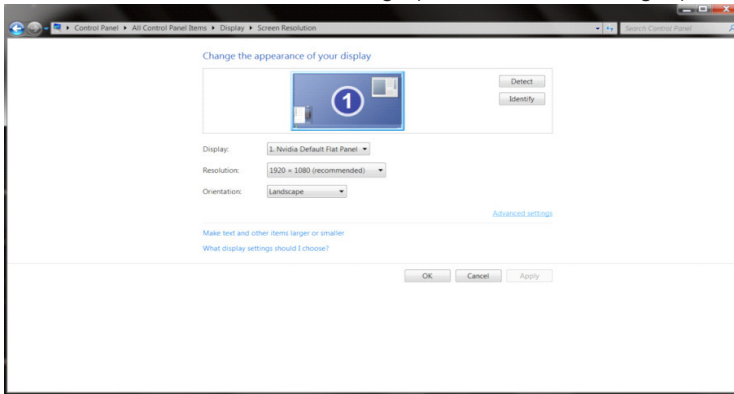 Control Panel ▸ All Control Panel Items ▸ Display ▸ Screen Resolution
Search Control Panel
Change the appearance of your display
1
Detect
Identify
Display:
1. Nvidia Default Flat Panel
Resolution:
1920 × 1080 (recommended)
Orientation:
Landscape
Advanced settings
Make text and other items larger or smaller
What display settings should I choose?
OK
Cancel
Apply